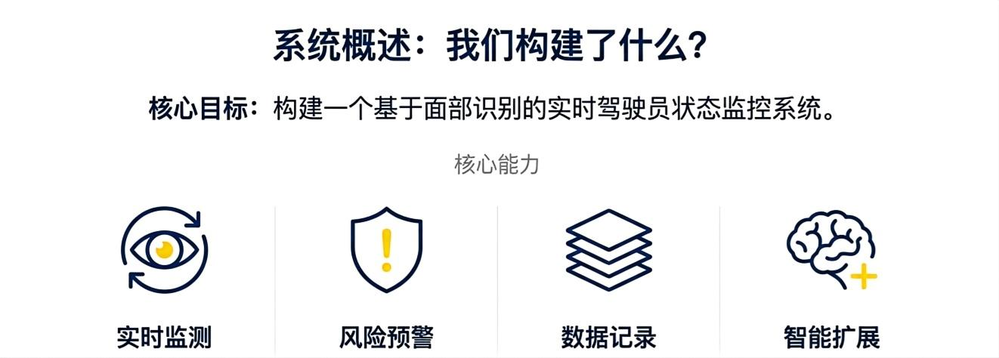 系统概述：我们构建了什么？
核心目标：构建一个基于面部识别的实时驾驶员状态监控系统。
核心能力
实时监测
风险预警
数据记录
智能扩展